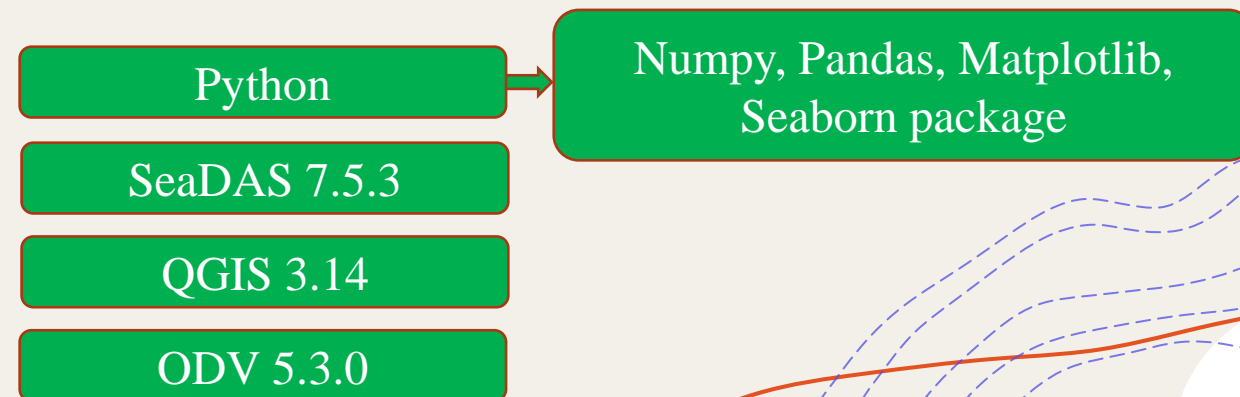 Python
Numpy, Pandas, Matplotlib,
Seaborn package
SeaDAS 7.5.3
QGIS 3.14
ODV 5.3.0